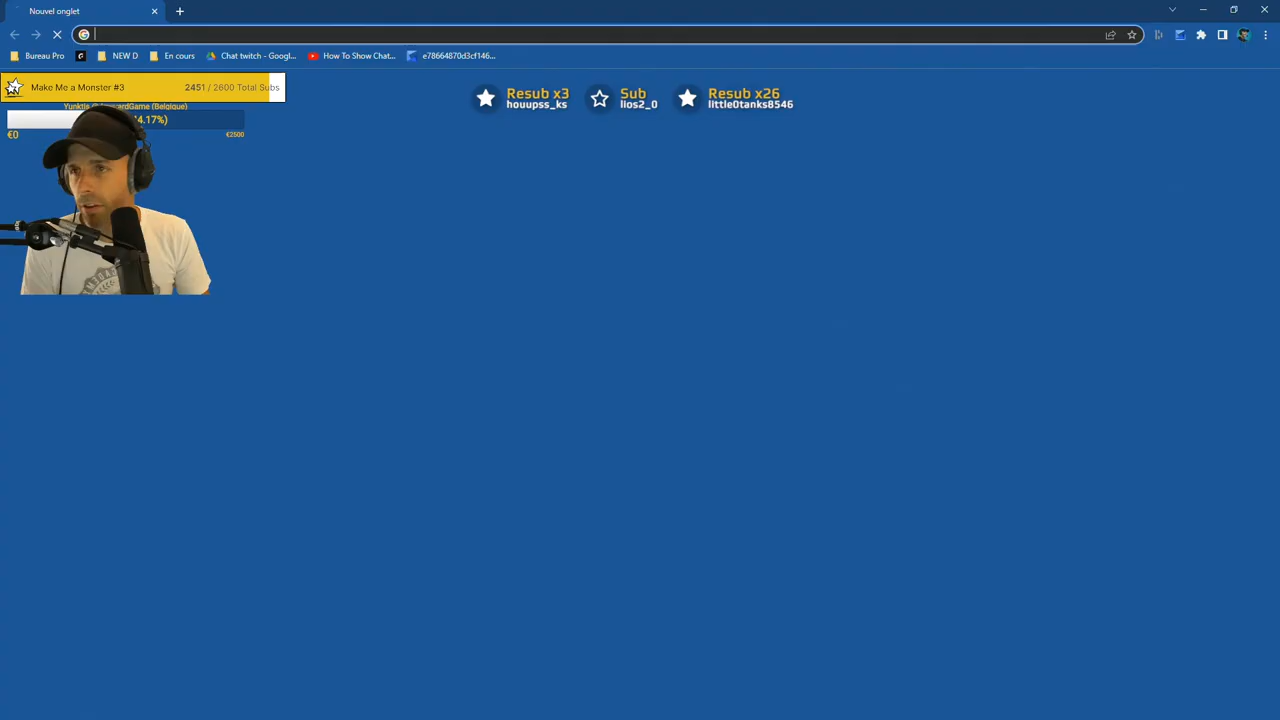 Nouvel onglet
Bureau Pro
NEW D
En cours
Chat twitch - Googl...
How To Show Chat...
e78664870d3cf146...
Make Me a Monster #3
2451 / 2600 Total Subs
(Belgique)
4.17%)
€0
€2500
Resub x3
houupss_ks
Sub
lios2_0
Resub x26
little0tanks8546